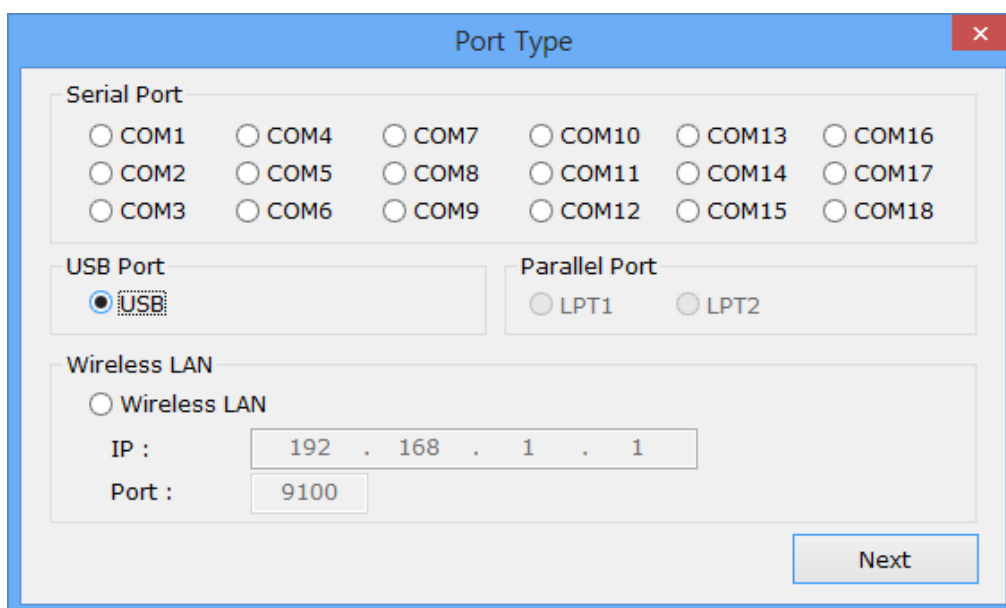 Port Type
Serial Port
COM1 COM4 COM7 COM10 COM13 COM16
COM2 COM5 COM8 COM11 COM14 COM17
COM3 COM6 COM9 COM12 COM15 COM18
USB Port
USB
Parallel Port
LPT1 LPT2
Wireless LAN
Wireless LAN
IP : 192 . 168 . 1 . 1
Port : 9100
Next